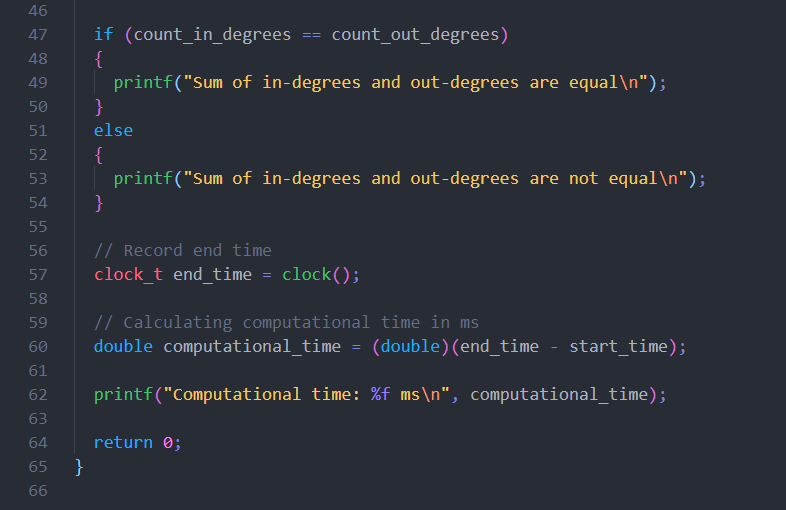 46
47 if (count_in_degrees == count_out_degrees)
48 {
49 printf("Sum of in-degrees and out-degrees are equal\n");
50 }
51 else
52 {
53 printf("Sum of in-degrees and out-degrees are not equal\n");
54 }
55
56 // Record end time
57 clock_t end_time = clock();
58
59 // Calculating computational time in ms
60 double computational_time = (double)(end_time - start_time);
61
62 printf("Computational time: %f ms\n", computational_time);
63
64 return 0;
65 }
66